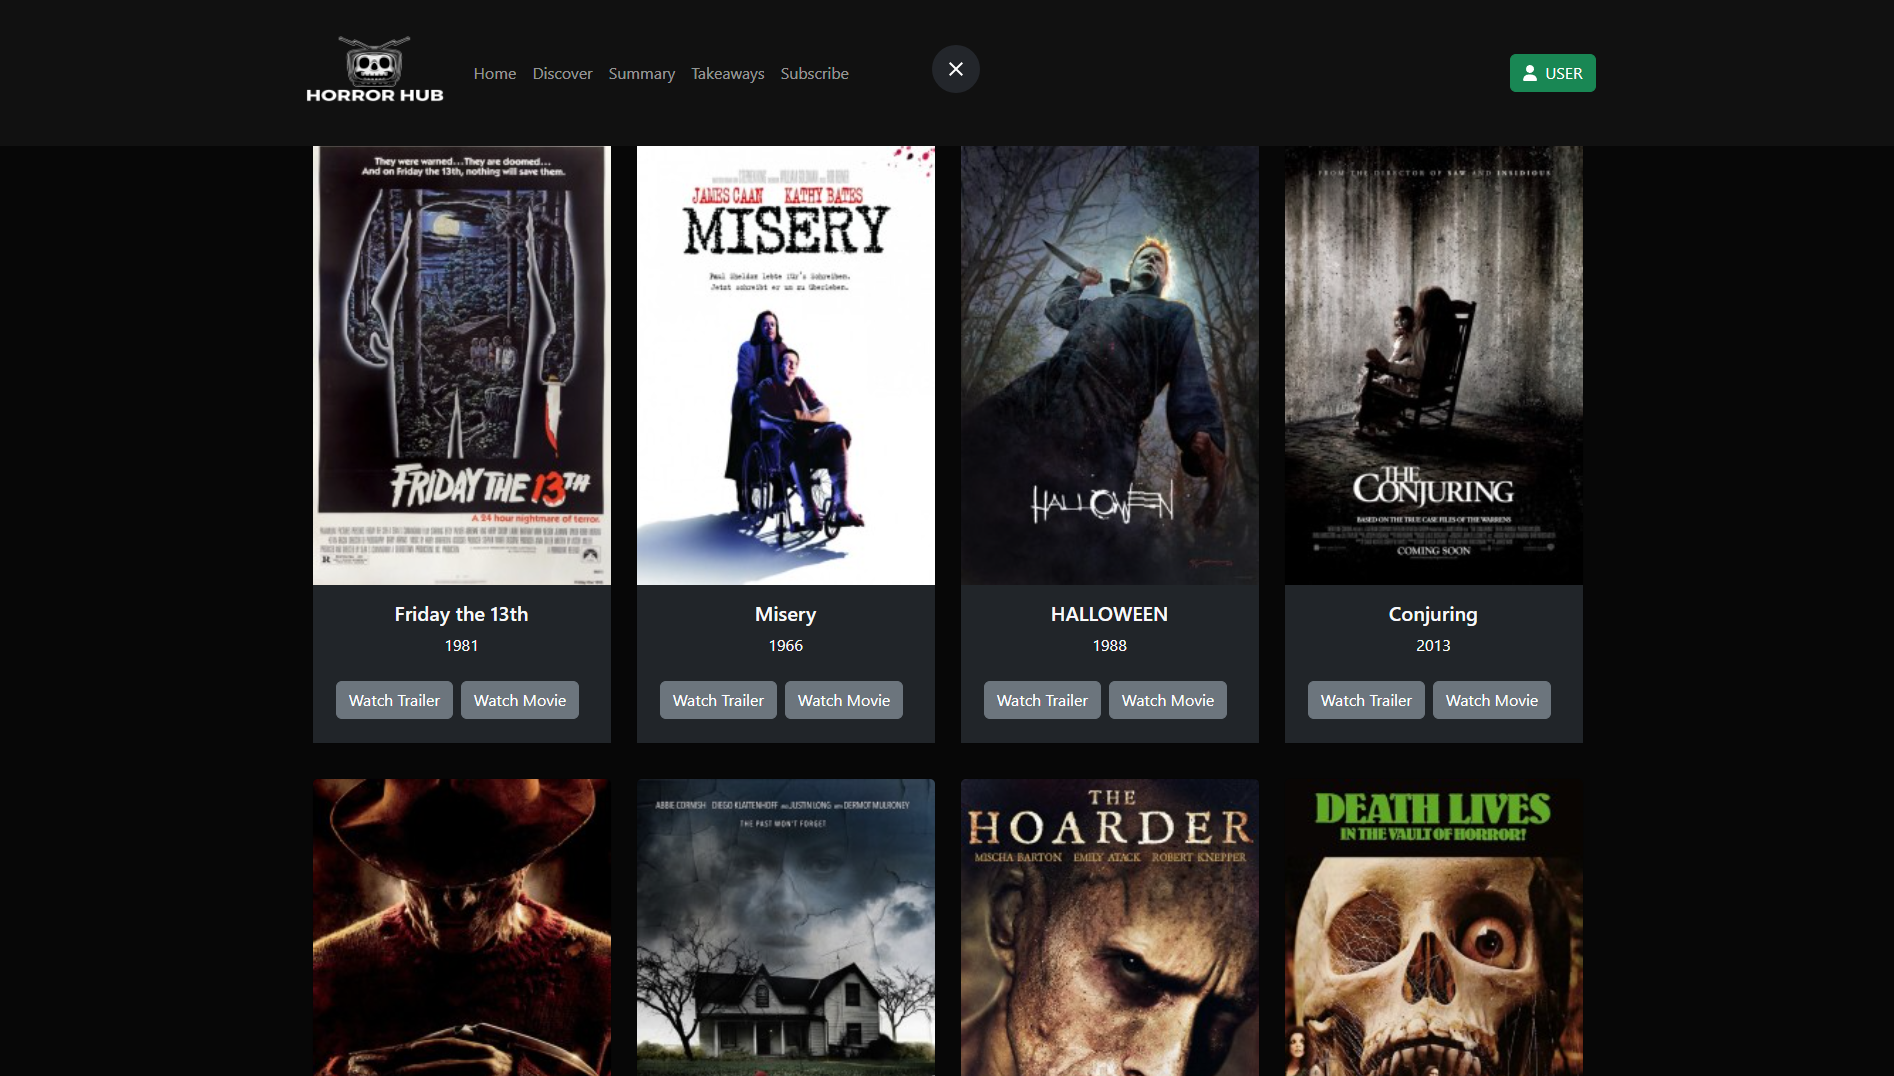 HORROR HUB
Home Discover Summary Takeaways Subscribe
USER
They were warned...They are doomed...
And on Friday the 13th, nothing will save them.
FRIDAY THE 13TH
A 24 hour nightmare of terror.
JAMES CAAN KATHY BATES
MISERY
Paul Sheldon lebte für's Schreiben.
Jetzt schreibt er um zu überleben.
HALLOWEEN
FROM THE DIRECTOR OF SAW AND INSIDIOUS
THE
CONJURING
BASED ON THE TRUE CASE FILES OF THE WARRENS
COMING SOON
Friday the 13th
1981
Watch Trailer Watch Movie
Misery
1966
Watch Trailer Watch Movie
HALLOWEEN
1988
Watch Trailer Watch Movie
Conjuring
2013
Watch Trailer Watch Movie
ABBIE CORNISH DIEGO KLATTENHOFF AND JUSTIN LONG WITH DERMOT MULRONEY
THE PAST WON'T FORGET
THE
HOARDER
MISCHA BARTON EMILY ATACK ROBERT KNEPPER
DEATH LIVES
IN THE VAULT OF HORROR!